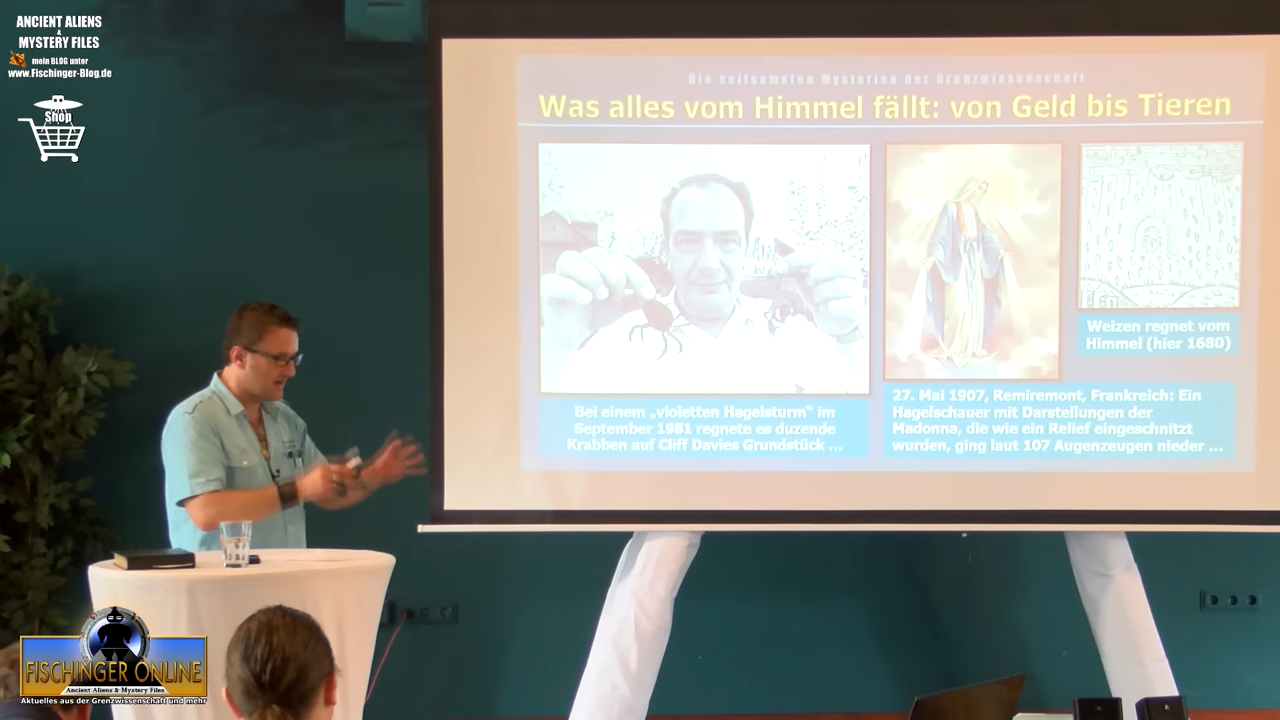 ANCIENT ALIENS
&
MYSTERY FILES
mein BLOG unter
www.Fischinger-Blog.de
Shop
Die seltsamsten Mysterien der Grenzwissenschaft
Was alles vom Himmel fällt: von Geld bis Tieren
Bei einem „violetten Hagelsturm“ im
September 1981 regnete es duzende
Krabben auf Cliff Davies Grundstück ...
27. Mai 1907, Remiremont, Frankreich: Ein
Hagelschauer mit Darstellungen der
Madonna, die wie ein Relief eingeschnitzt
wurden, ging laut 107 Augenzeugen nieder ...
Weizen regnet vom
Himmel (hier 1680)
FISCHINGER ONLINE
Ancient Aliens & Mystery Files
Aktuelles aus der Grenzwissenschaft und mehr